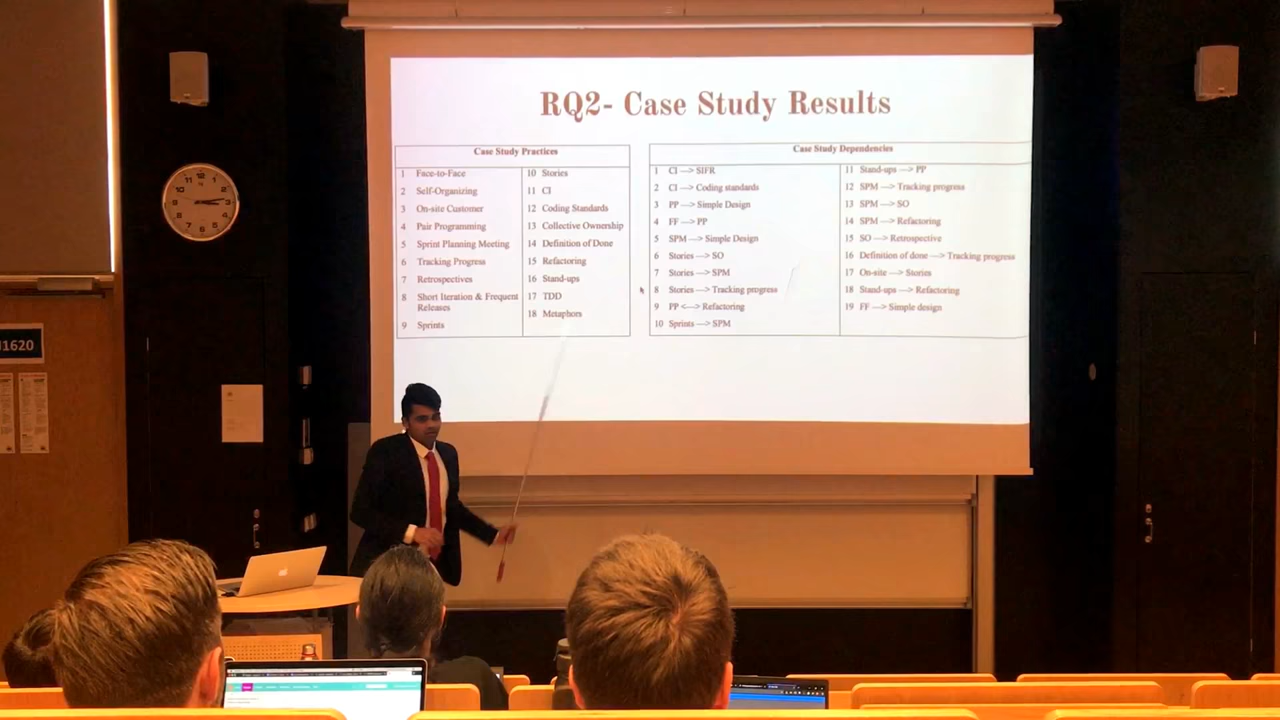 RQ2- Case Study Results
Case Study Practices
1 Face-to-Face
2 Self-Organizing
3 On-site Customer
4 Pair Programming
5 Sprint Planning Meeting
6 Tracking Progress
7 Retrospectives
8 Short Iteration & Frequent
Releases
9 Sprints
10 Stories
11 CI
12 Coding Standards
13 Collective Ownership
14 Definition of Done
15 Refactoring
16 Stand-ups
17 TDD
18 Metaphors
Case Study Dependencies
1 CI —> SIFR
2 CI —> Coding standards
3 PP —> Simple Design
4 FF —> PP
5 SPM —> Simple Design
6 Stories —> SO
7 Stories —> SPM
8 Stories —> Tracking progress
9 PP <—> Refactoring
10 Sprints —> SPM
11 Stand-ups —> PP
12 SPM —> Tracking progress
13 SPM —> SO
14 SPM —> Refactoring
15 SO —> Retrospective
16 Definition of done —> Tracking progress
17 On-site —> Stories
18 Stand-ups —> Refactoring
19 FF —> Simple design
1620